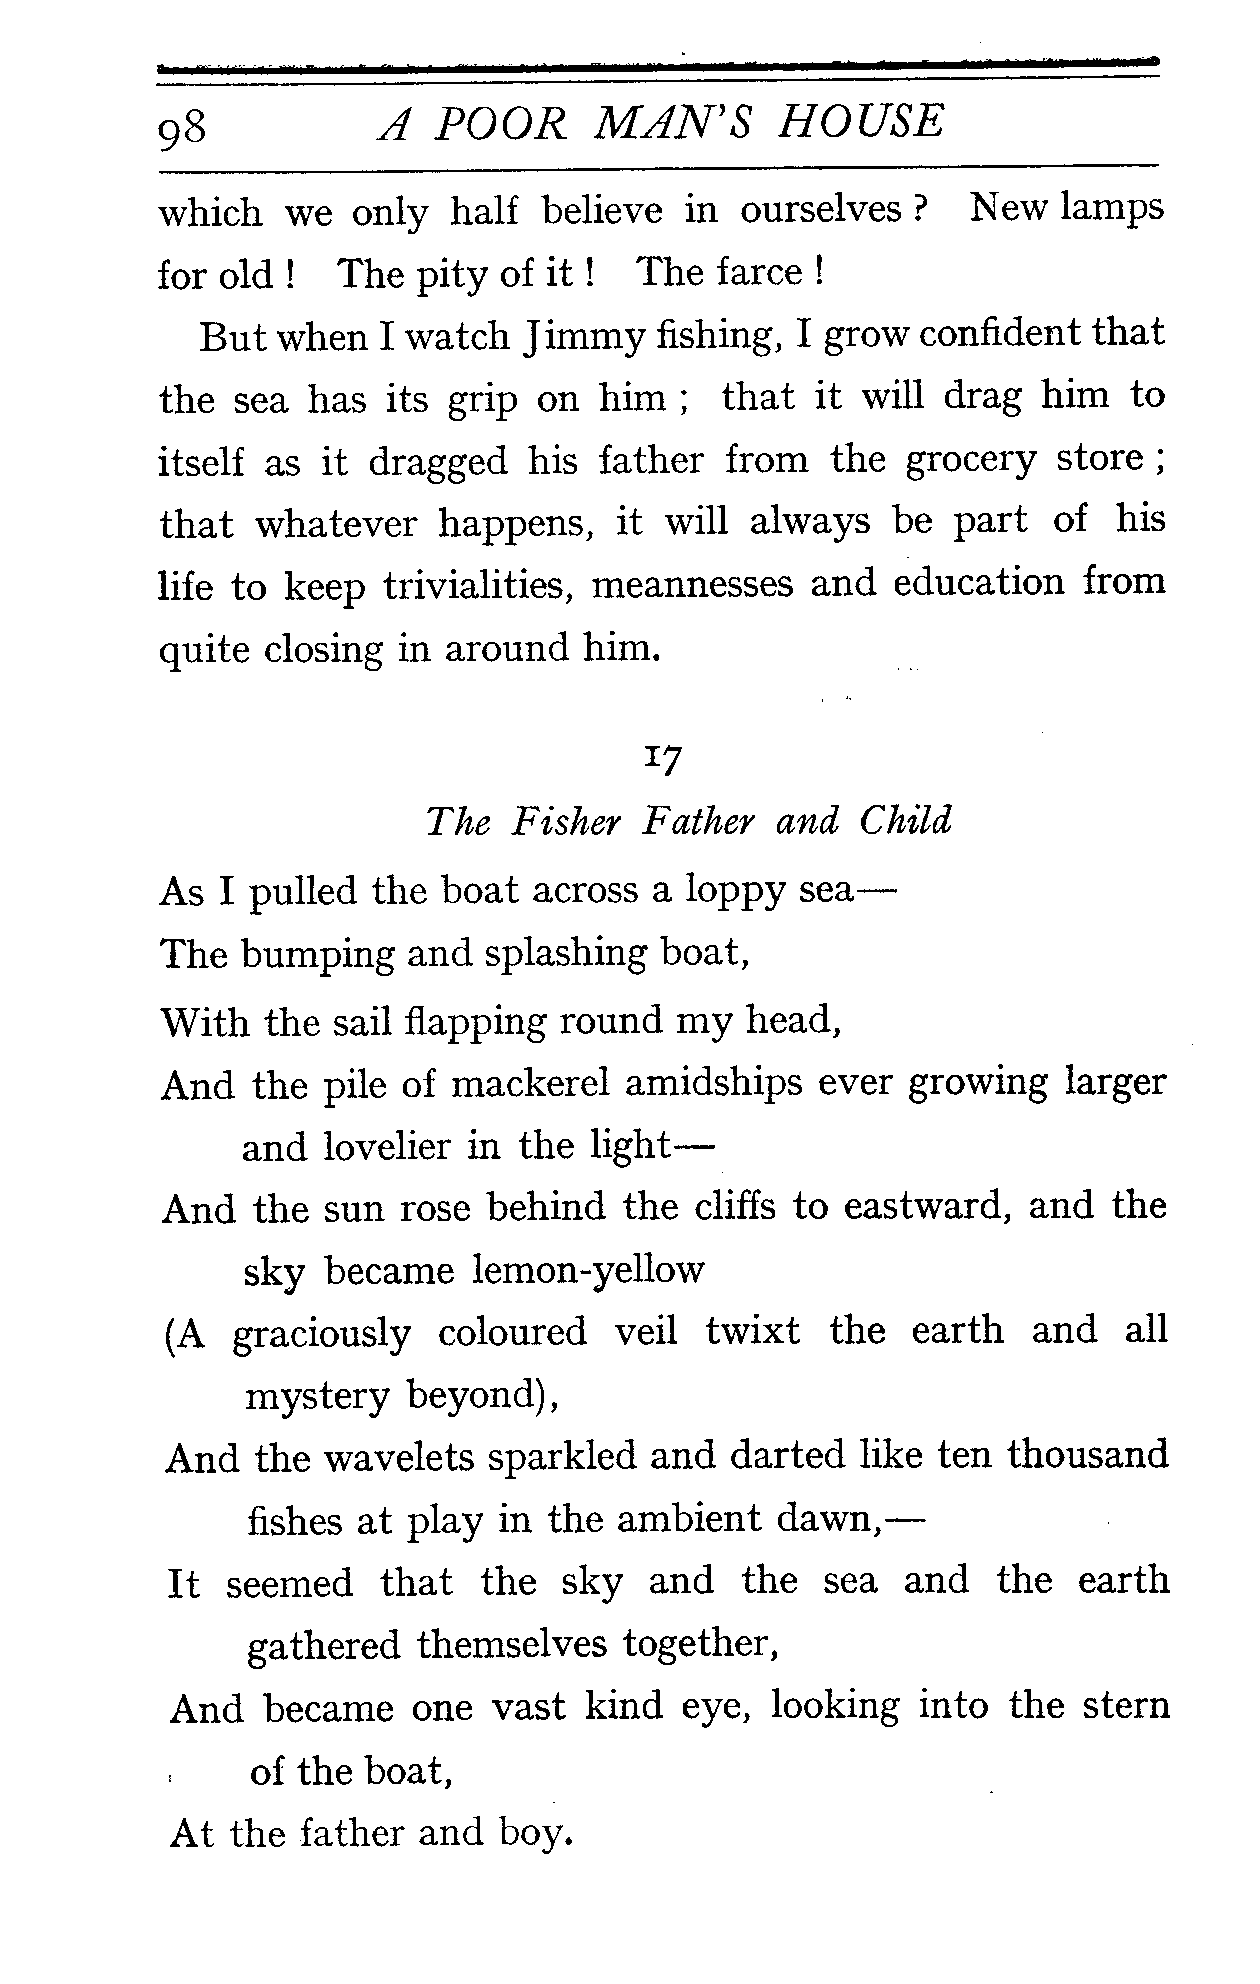 98 A POOR MAN'S HOUSE
which we only half believe in ourselves ? New lamps
for old ! The pity of it ! The farce !
But when I watch Jimmy fishing, I grow confident that
the sea has its grip on him ; that it will drag him to
itself as it dragged his father from the grocery store ;
that whatever happens, it will always be part of his
life to keep trivialities, meannesses and education from
quite closing in around him.
17
The Fisher Father and Child
As I pulled the boat across a loppy sea—
The bumping and splashing boat,
With the sail flapping round my head,
And the pile of mackerel amidships ever growing larger
and lovelier in the light—
And the sun rose behind the cliffs to eastward, and the
sky became lemon-yellow
(A graciously coloured veil twixt the earth and all
mystery beyond),
And the wavelets sparkled and darted like ten thousand
fishes at play in the ambient dawn,—
It seemed that the sky and the sea and the earth
gathered themselves together,
And became one vast kind eye, looking into the stern
of the boat,
At the father and boy.